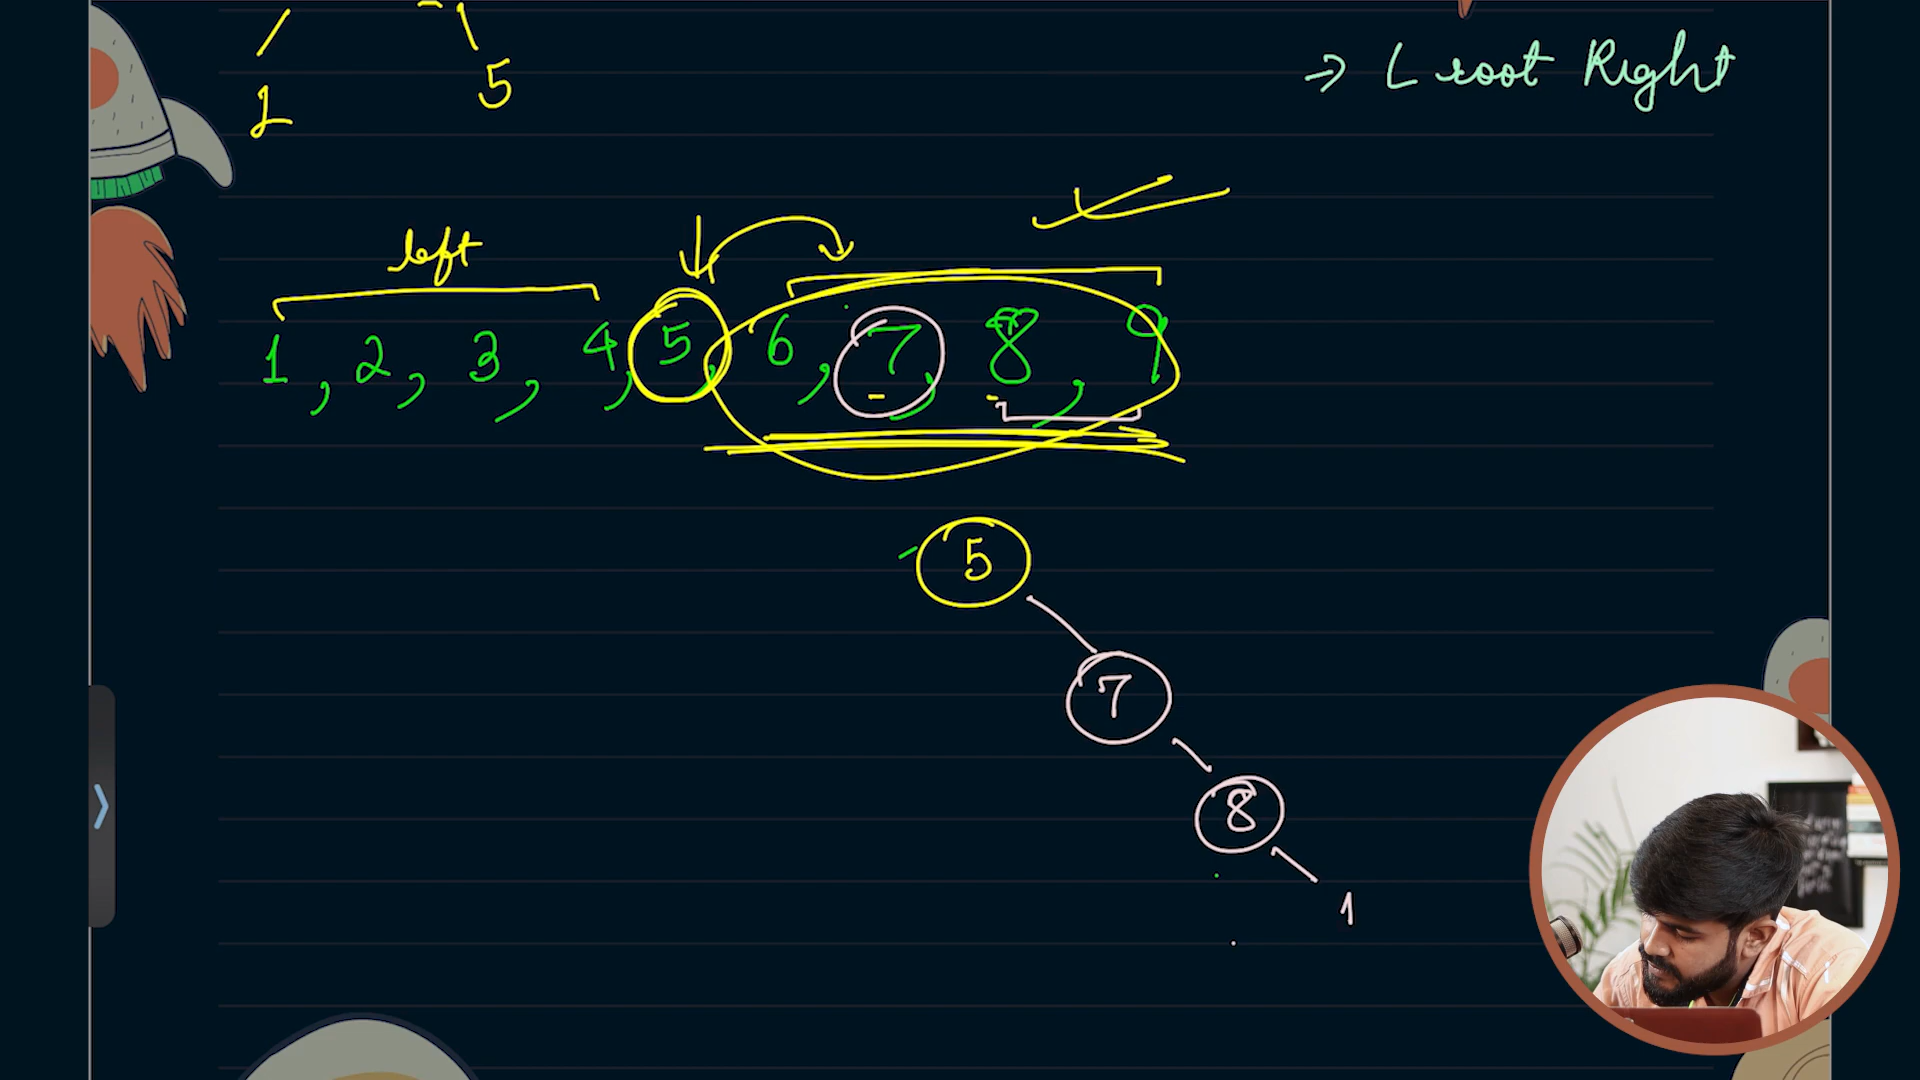 1
5
→ L root Right
left
1, 2, 3, 4, 5, 6, 7, 8, 9
5
7
8
1